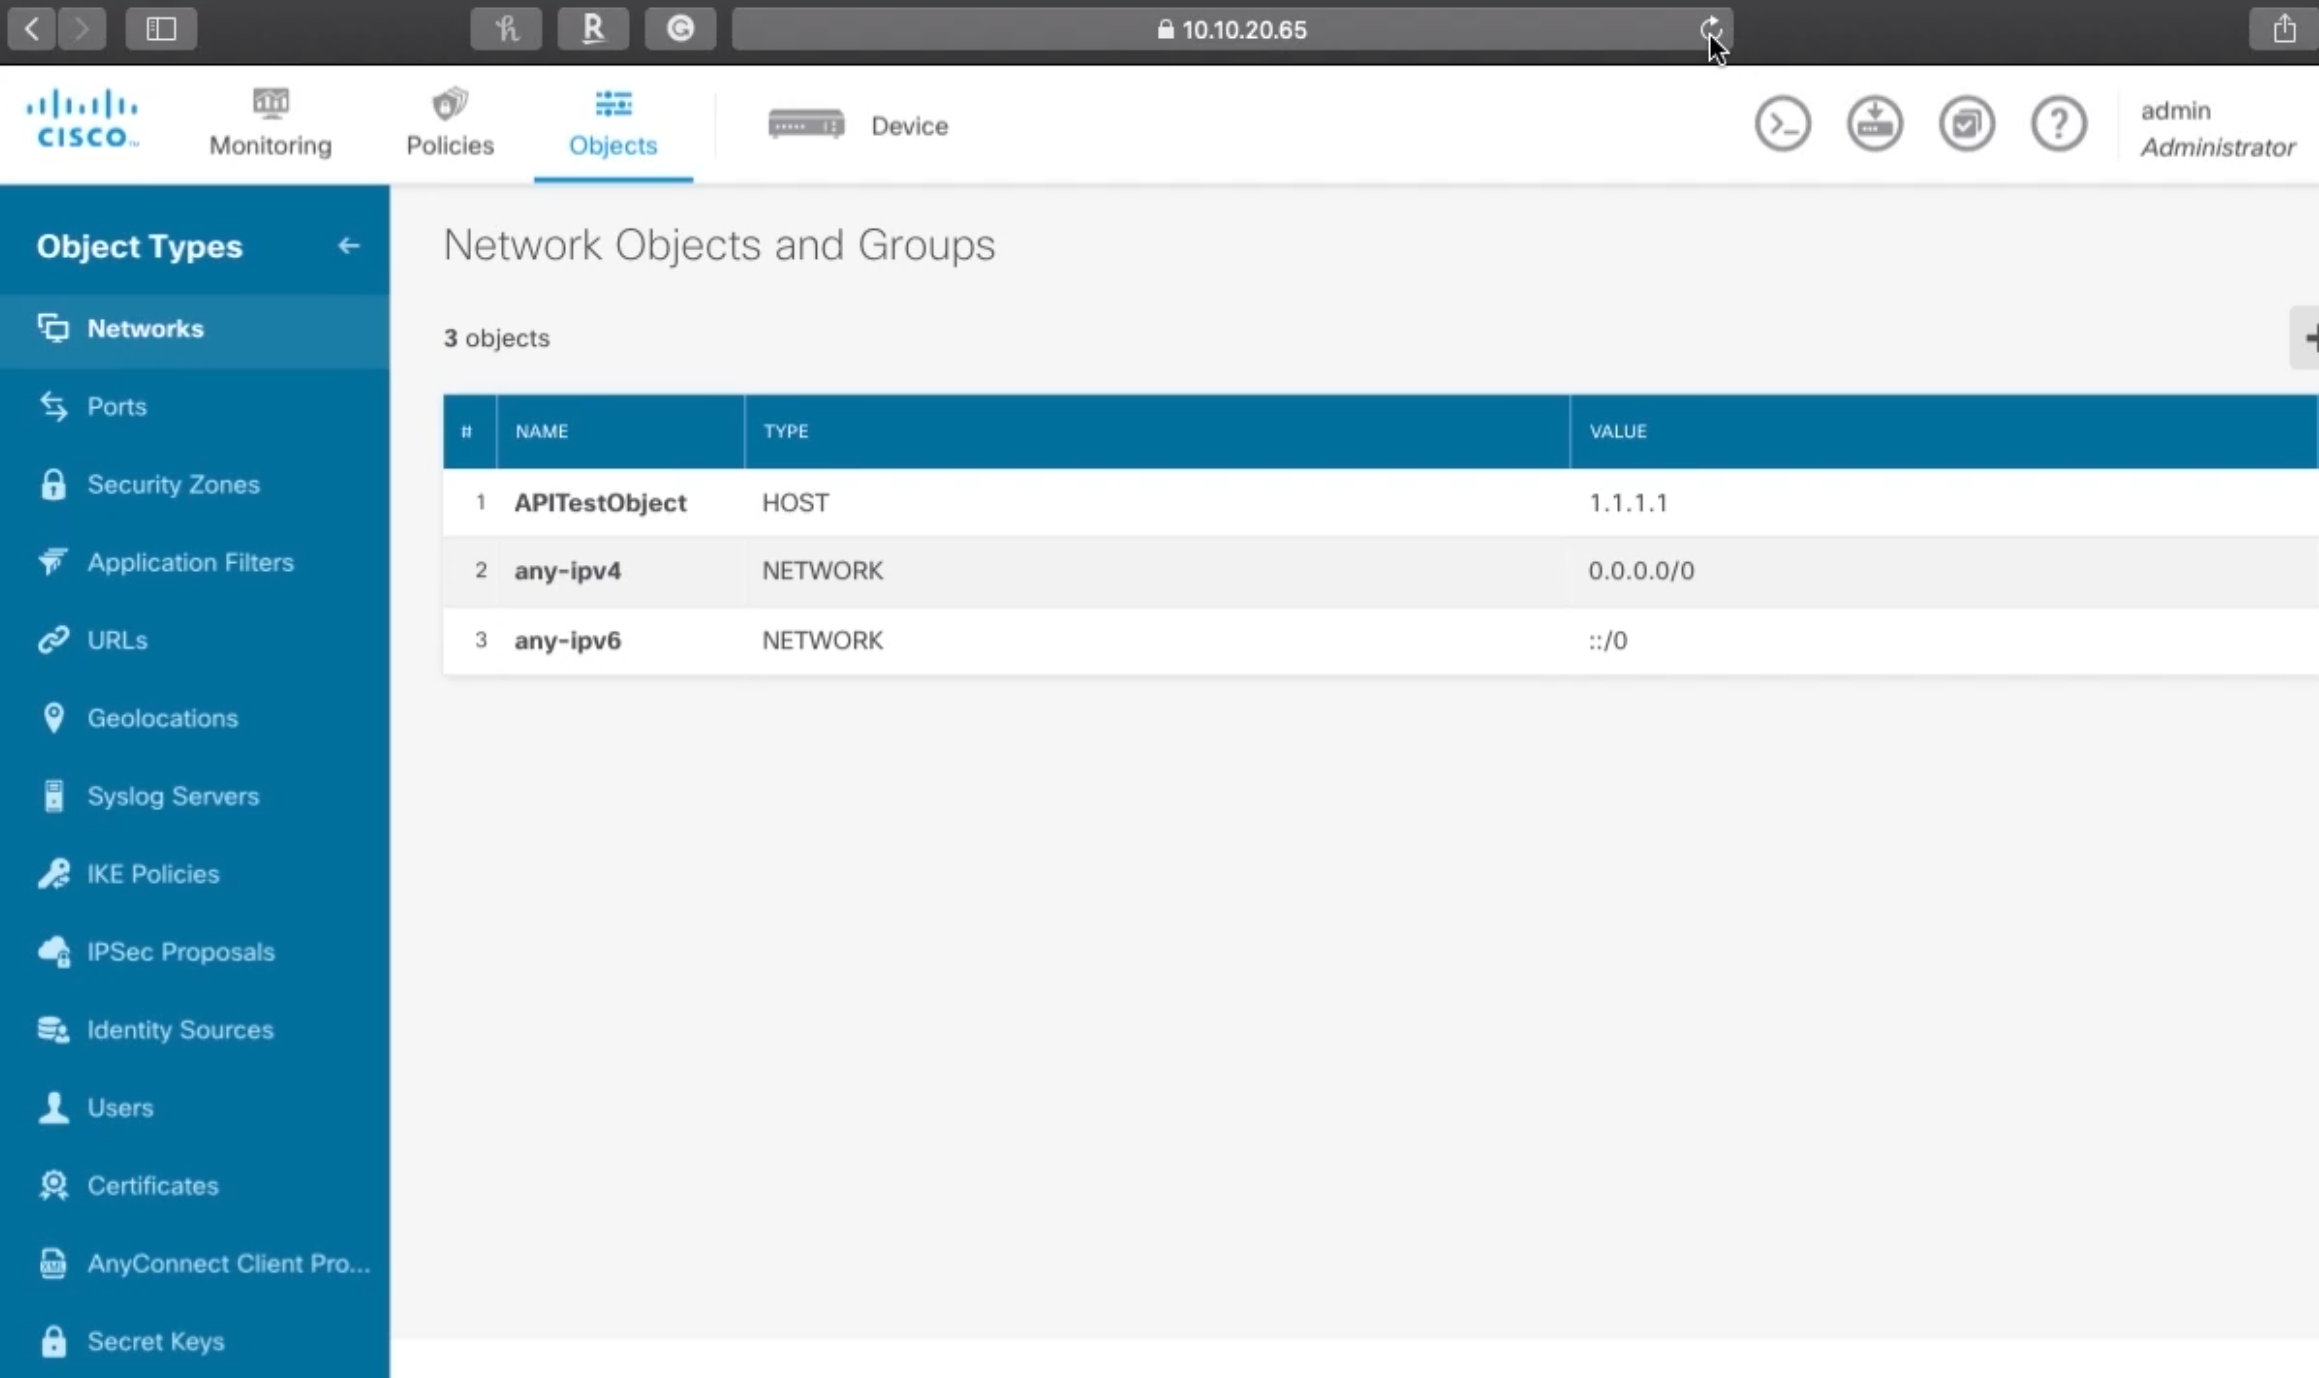 10.10.20.65
CISCO
Monitoring
Policies
Objects
Device
admin
Administrator
Object Types
Networks
Ports
Security Zones
Application Filters
URLs
Geolocations
Syslog Servers
IKE Policies
IPSec Proposals
Identity Sources
Users
Certificates
AnyConnect Client Pro...
Secret Keys
Network Objects and Groups
3 objects
# NAME TYPE VALUE
1 APITestObject HOST 1.1.1.1
2 any-ipv4 NETWORK 0.0.0.0/0
3 any-ipv6 NETWORK ::/0